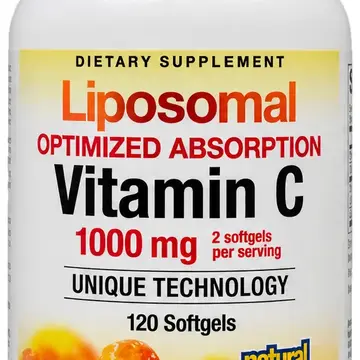 DIETARY SUPPLEMENT
Liposomal
OPTIMIZED ABSORPTION
Vitamin C
1000 mg 2 softgels
per serving
UNIQUE TECHNOLOGY
120 Softgels
natural